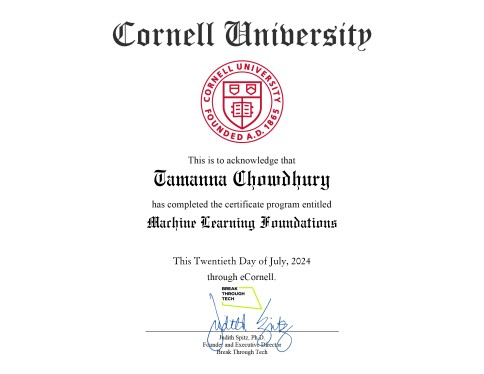 Cornell University
CORNELL UNIVERSITY
FOUNDED A.D. 1865
This is to acknowledge that
Tamanna Chowdhury
has completed the certificate program entitled
Machine Learning Foundations
This Twentieth Day of July, 2024
through eCornell.
BREAK
THROUGH
TECH
Judith Spitz
Judith Spitz, Ph.D.
Founder and Executive Director
Break Through Tech